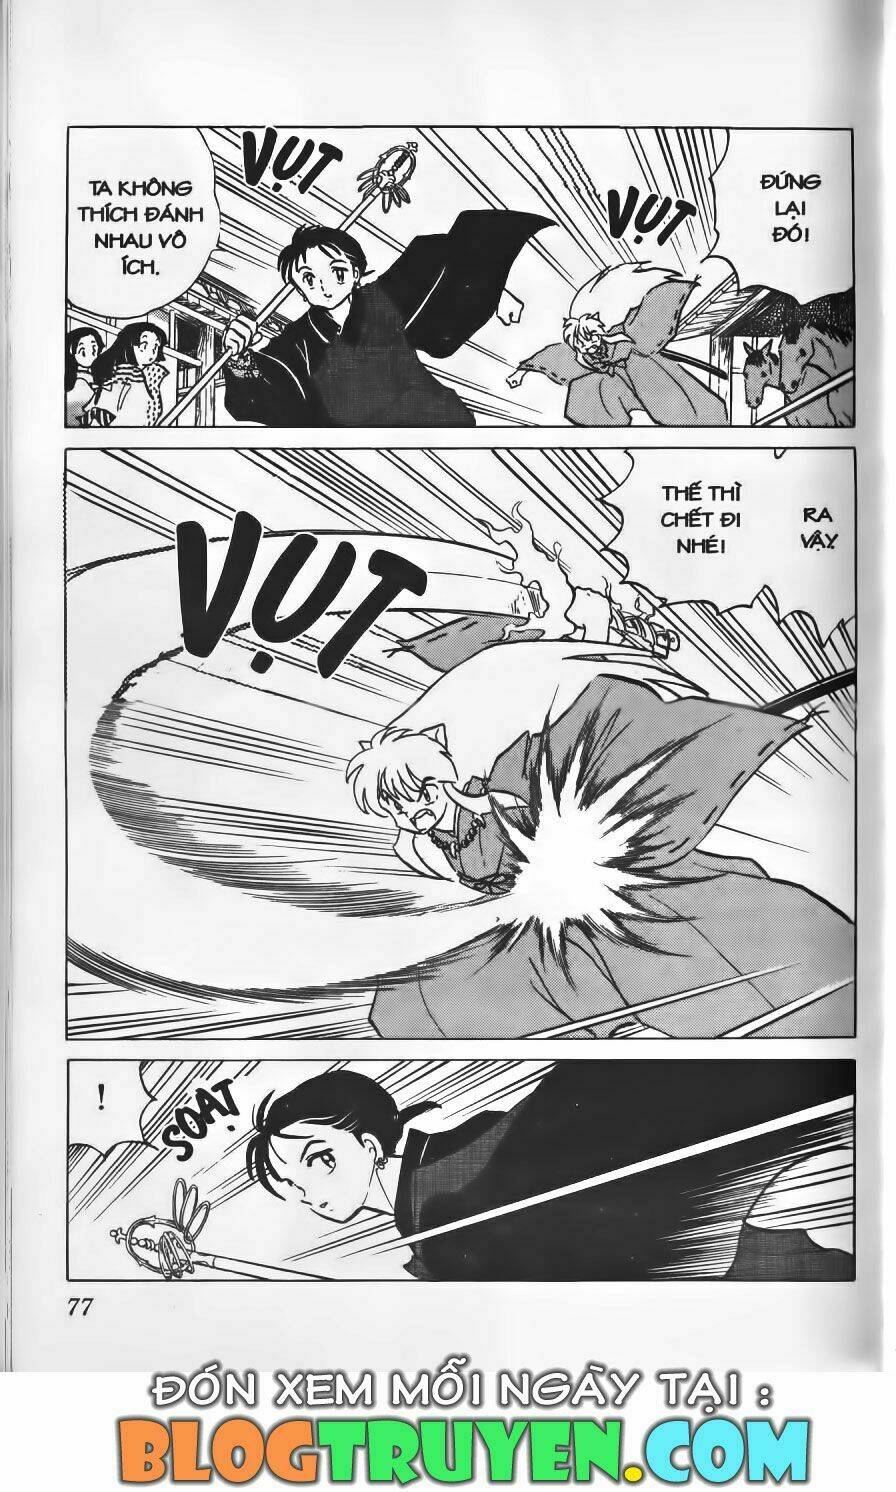 ĐỨNG
LẠI
ĐÓ!
VỤT
VỤT
TA KHÔNG
THÍCH ĐÁNH
NHAU VÔ
ÍCH.
RA
VẬY.
THẾ THÌ
CHẾT ĐI
NHÉ!
VỤT
SOẠT
!
77
ĐÓN XEM MỖI NGÀY TẠI :
BLOGTRUYEN.COM